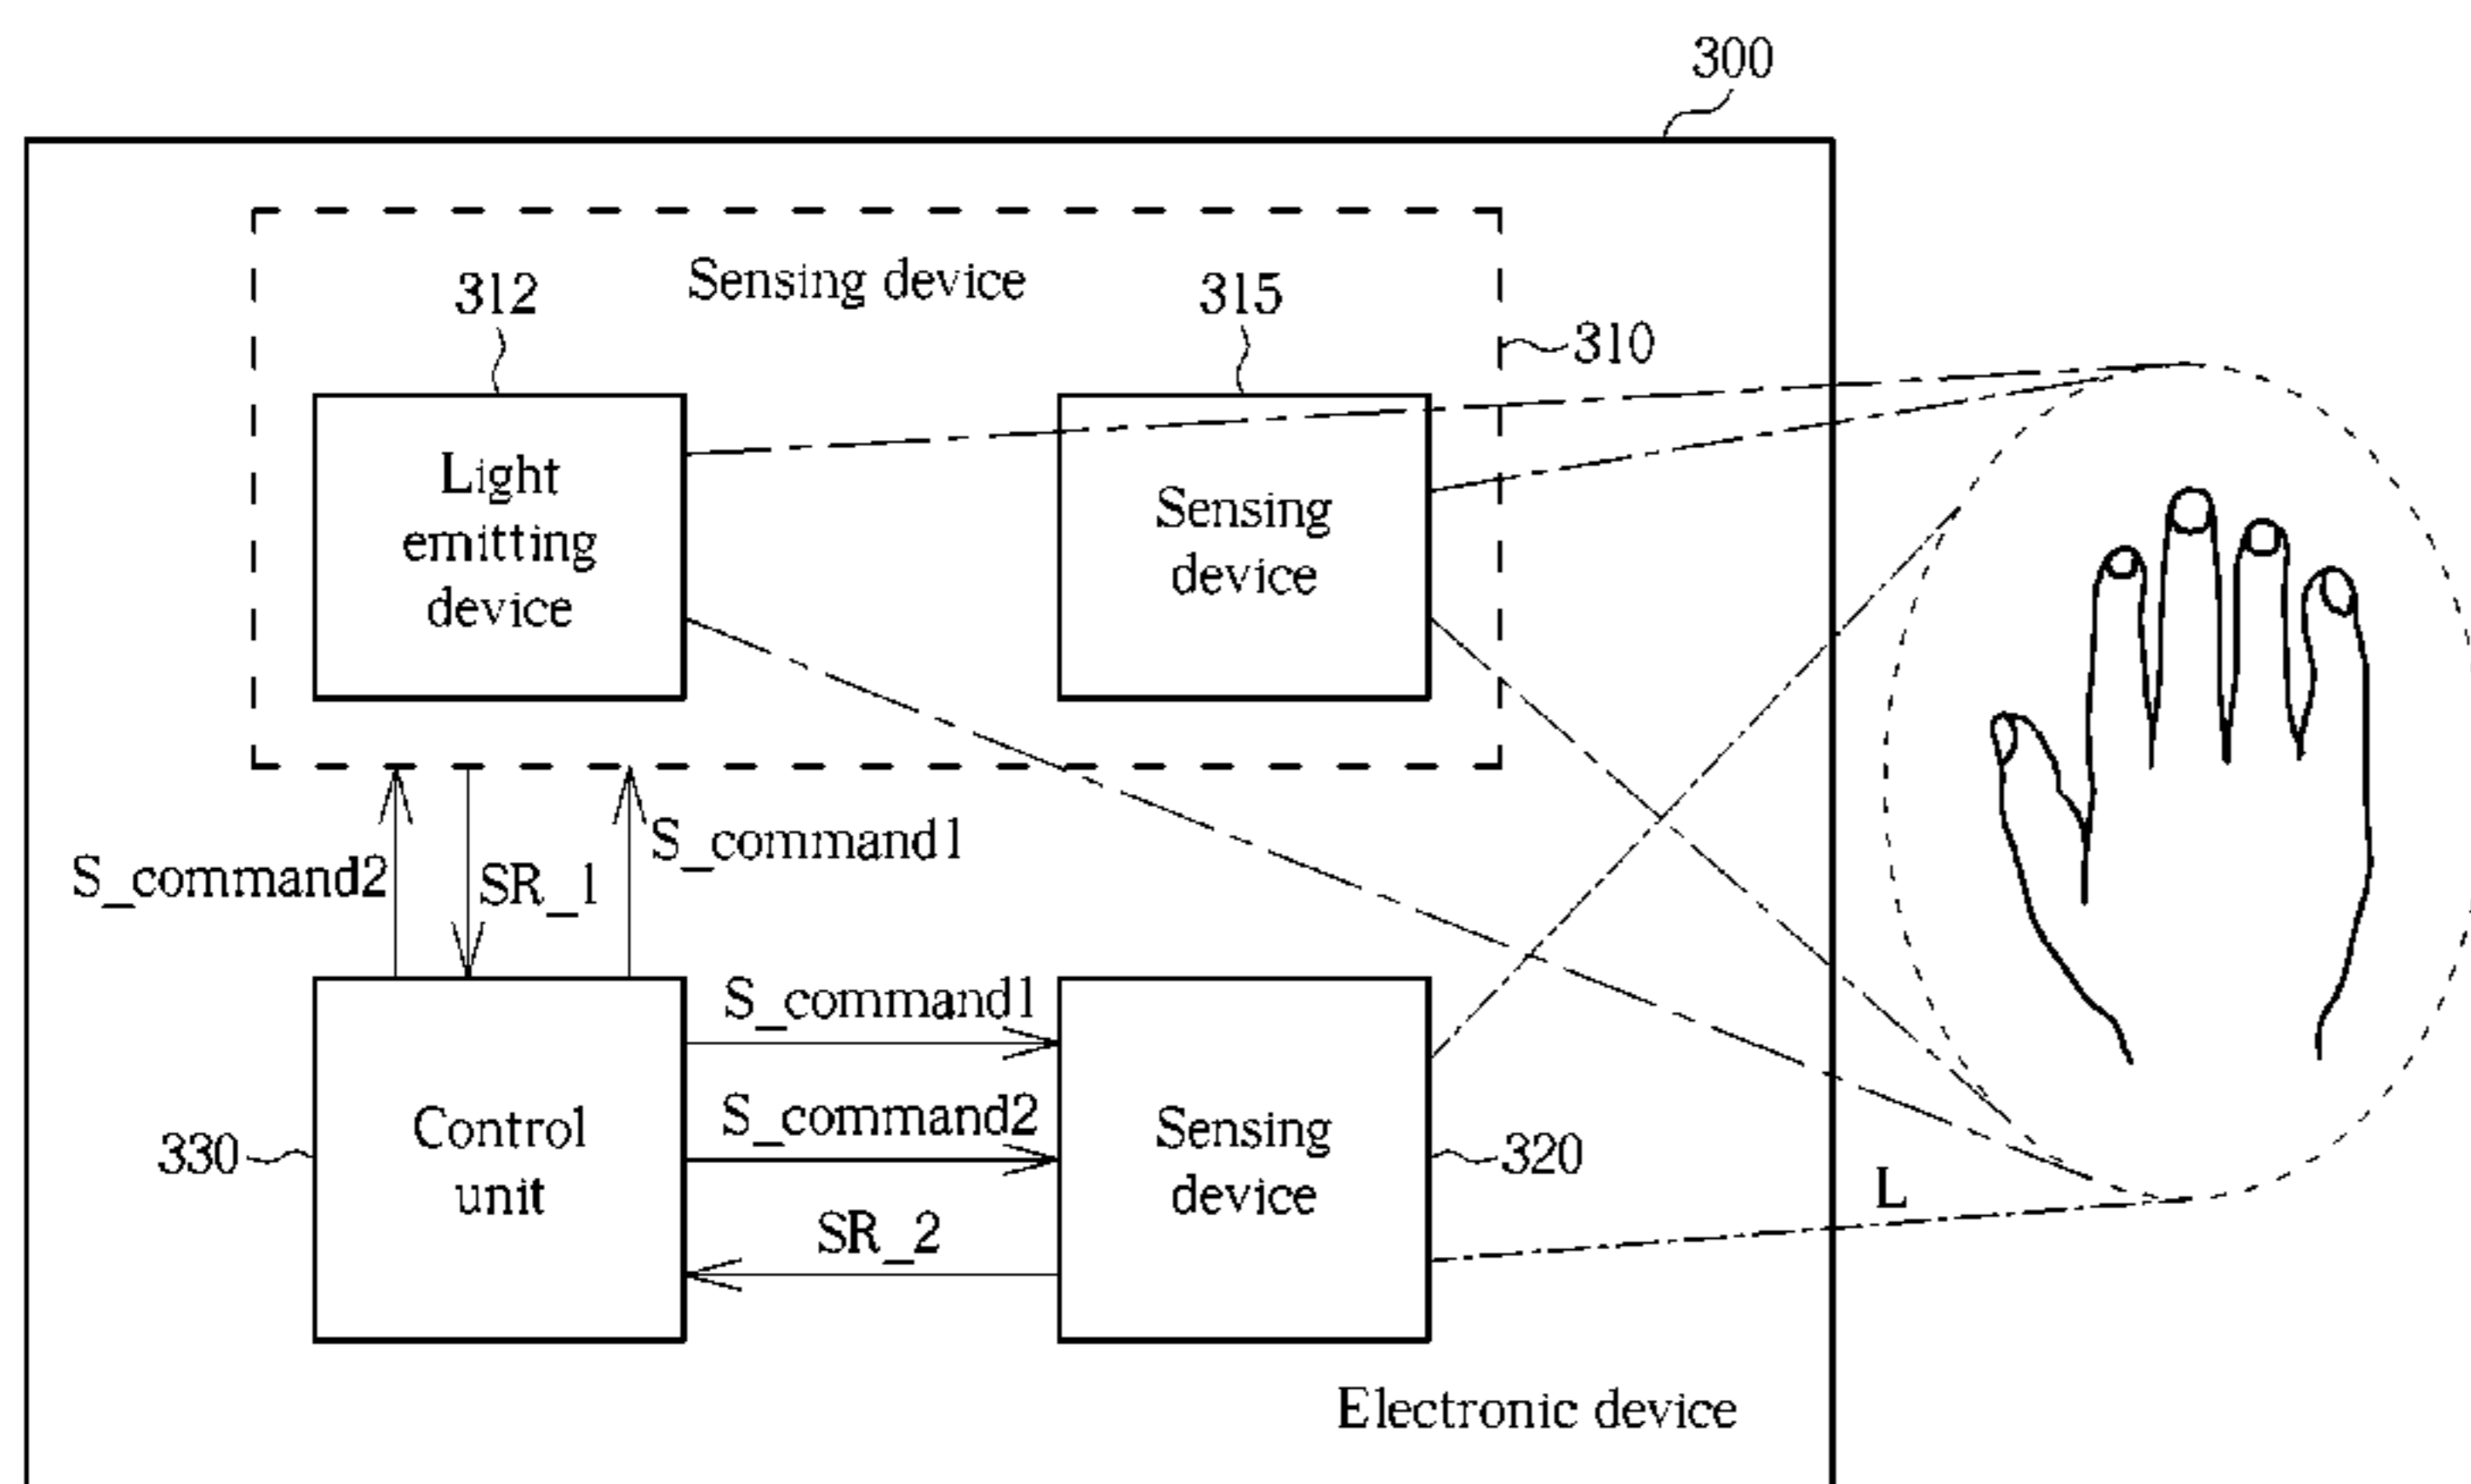 300
Sensing device
312
315
310
Light
emitting
device
Sensing
device
S_command1
S_command2
SR_1
S_command1
S_command2
SR_2
330
Control
unit
Sensing
device
320
L
Electronic device